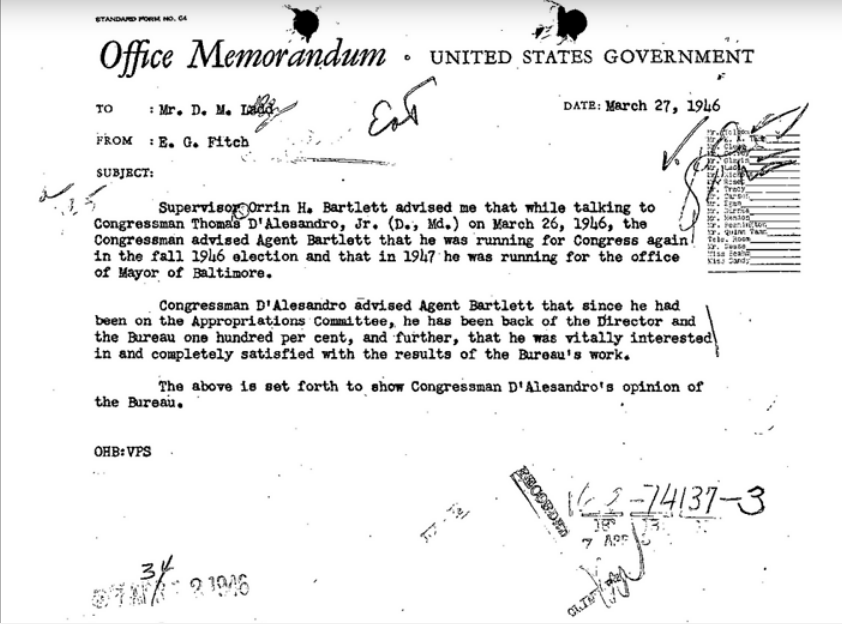 STANDARD FORM NO. 64
Office Memorandum • UNITED STATES GOVERNMENT
TO : Mr. D. M. Ladd
DATE: March 27, 1946
FROM : E. G. Fitch
SUBJECT:
Supervisor Orrin H. Bartlett advised me that while talking to
Congressman Thomas D'Alesandro, Jr. (D., Md.) on March 26, 1946, the
Congressman advised Agent Bartlett that he was running for Congress again
in the fall 1946 election and that in 1947 he was running for the office
of Mayor of Baltimore.
Congressman D'Alesandro advised Agent Bartlett that since he had
been on the Appropriations Committee, he has been back of the Director and
the Bureau one hundred per cent, and further, that he was vitally interested
in and completely satisfied with the results of the Bureau's work.
The above is set forth to show Congressman D'Alesandro's opinion of
the Bureau.
OHB:VPS
RECORDED
-74137-3
34
1946